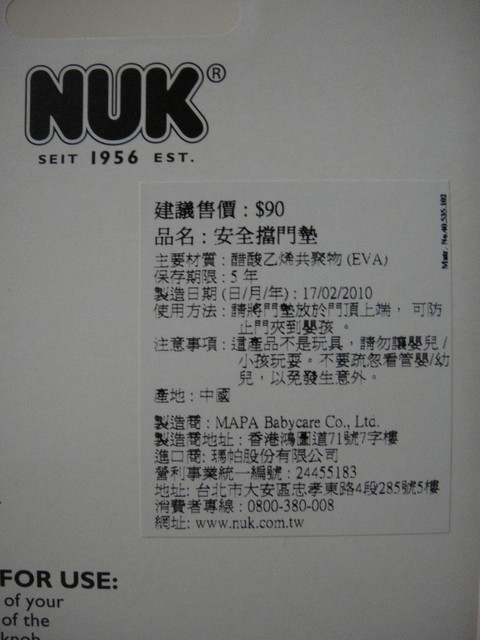 NUK®
SEIT 1956 EST.
建議售價：$90
品名：安全擋門墊
主要材質：醋酸乙烯共聚物 (EVA)
保存期限：5 年
製造日期 (日/月/年)：17/02/2010
使用方法：請將門墊放於門頂上端， 可防
止門夾到嬰孩 。
注意事項：這產品不是玩具，請勿讓嬰兒 /
小孩玩耍。不要疏忽看管嬰/幼
兒，以免發生意外。
產地：中國
製造商：MAPA Babycare Co., Ltd.
製造商地址：香港鴻圖道71號7字樓
進口商: 瑪帕股份有限公司
營利事業統一編號：24455183
地址: 台北市大安區忠孝東路4段285號5樓
消費者專線：0800-380-008
網址: www.nuk.com.tw
FOR USE:
of your
of the
knob